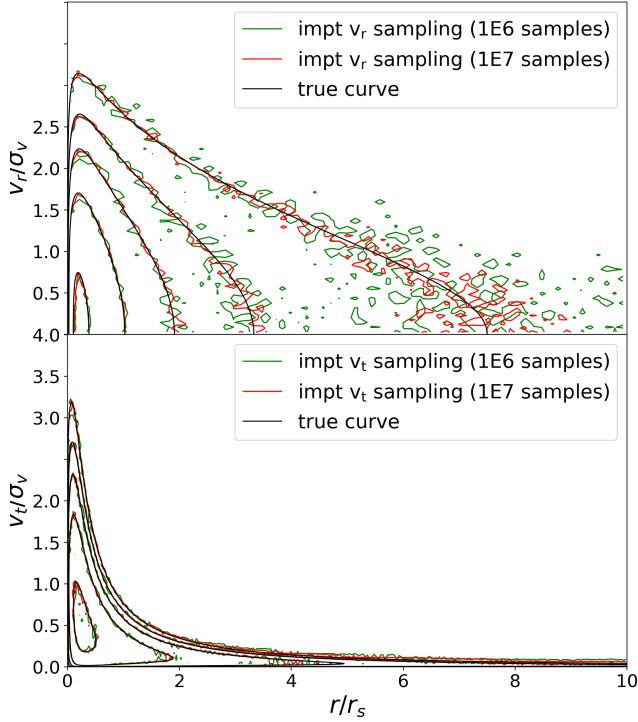 impt v_r sampling (1E6 samples)
impt v_r sampling (1E7 samples)
true curve
2.5
2.0
1.5
1.0
0.5
4.0
v_r/σ_v
impt v_t sampling (1E6 samples)
impt v_t sampling (1E7 samples)
true curve
3.5
3.0
2.5
2.0
1.5
1.0
0.5
0.0
v_t/σ_v
0 2 4 6 8 10
r/r_s